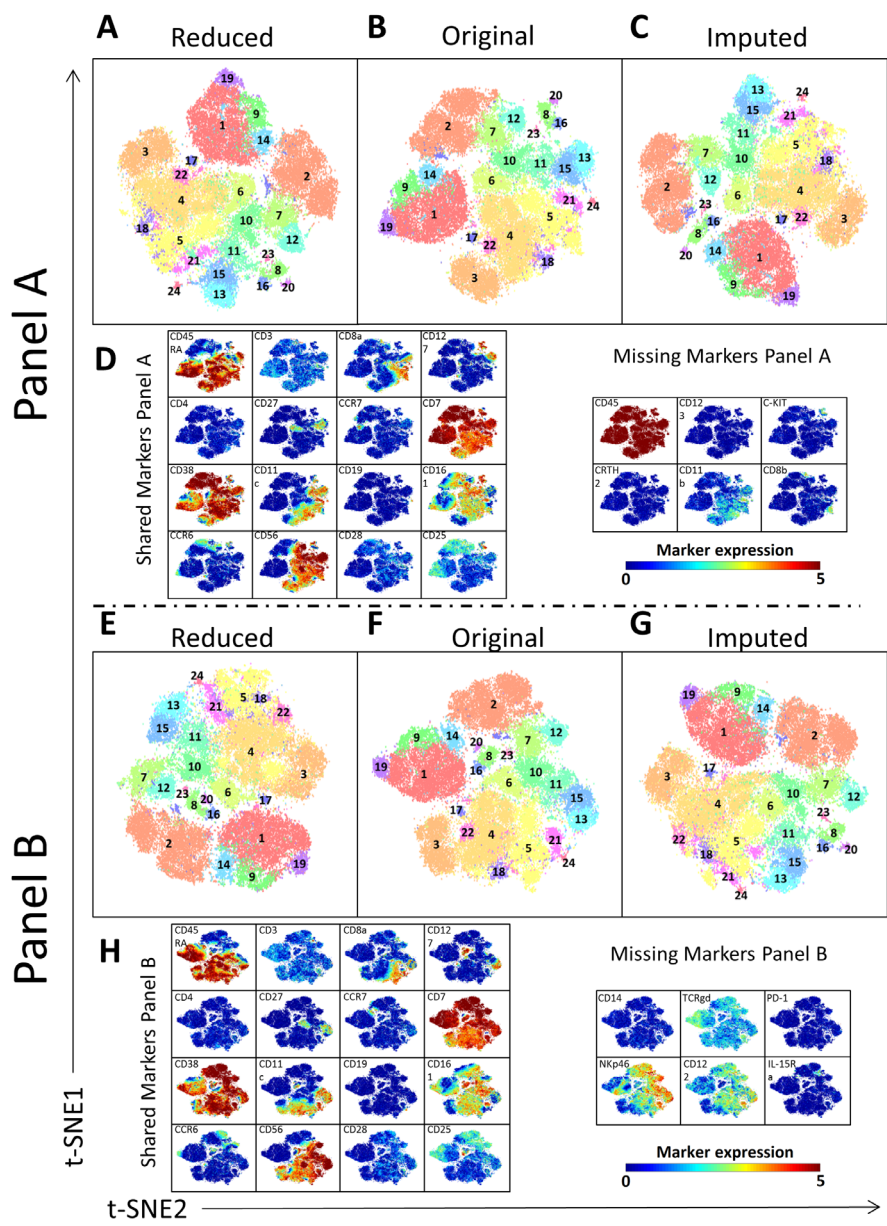 A Reduced
B Original
C Imputed
Panel A
19
9
1
14
3
17
22
2
6
4
7
18
10
5
12
11
21
23
15
8
24
16
20
13
20
8
12
16
2
7
23
10
11
13
14
15
9
6
21
24
1
5
19
17
4
22
18
3
13
24
15
21
11
5
7
10
18
2
12
4
6
23
16
17
22
3
8
20
14
1
9
19
D
Shared Markers Panel A
CD45
RA
CD3
CD8a
CD12
7
CD4
CD27
CCR7
CD7
CD38
CD11
c
CD19
CD16
1
CCR6
CD56
CD28
CD25
Missing Markers Panel A
CD45
CD12
3
C-KIT
CRTH
2
CD11
b
CD8b
Marker expression
0
5
E Reduced
F Original
G Imputed
Panel B
24
13
5
18
21
22
15
11
4
10
3
7
12
6
23
20
17
8
16
2
1
14
19
9
2
9
14
20
7
12
19
8
23
1
16
10
6
11
15
17
13
22
4
3
21
5
24
18
19
9
14
1
2
17
3
7
10
12
4
6
23
22
5
11
8
18
16
20
15
21
13
24
H
Shared Markers Panel B
CD45
RA
CD3
CD8a
CD12
7
CD4
CD27
CCR7
CD7
CD38
CD11
c
CD19
CD16
1
CCR6
CD56
CD28
CD25
Missing Markers Panel B
CD14
TCRgd
PD-1
NKp46
CD12
2
IL-15R
a
Marker expression
0
5
t-SNE1
t-SNE2